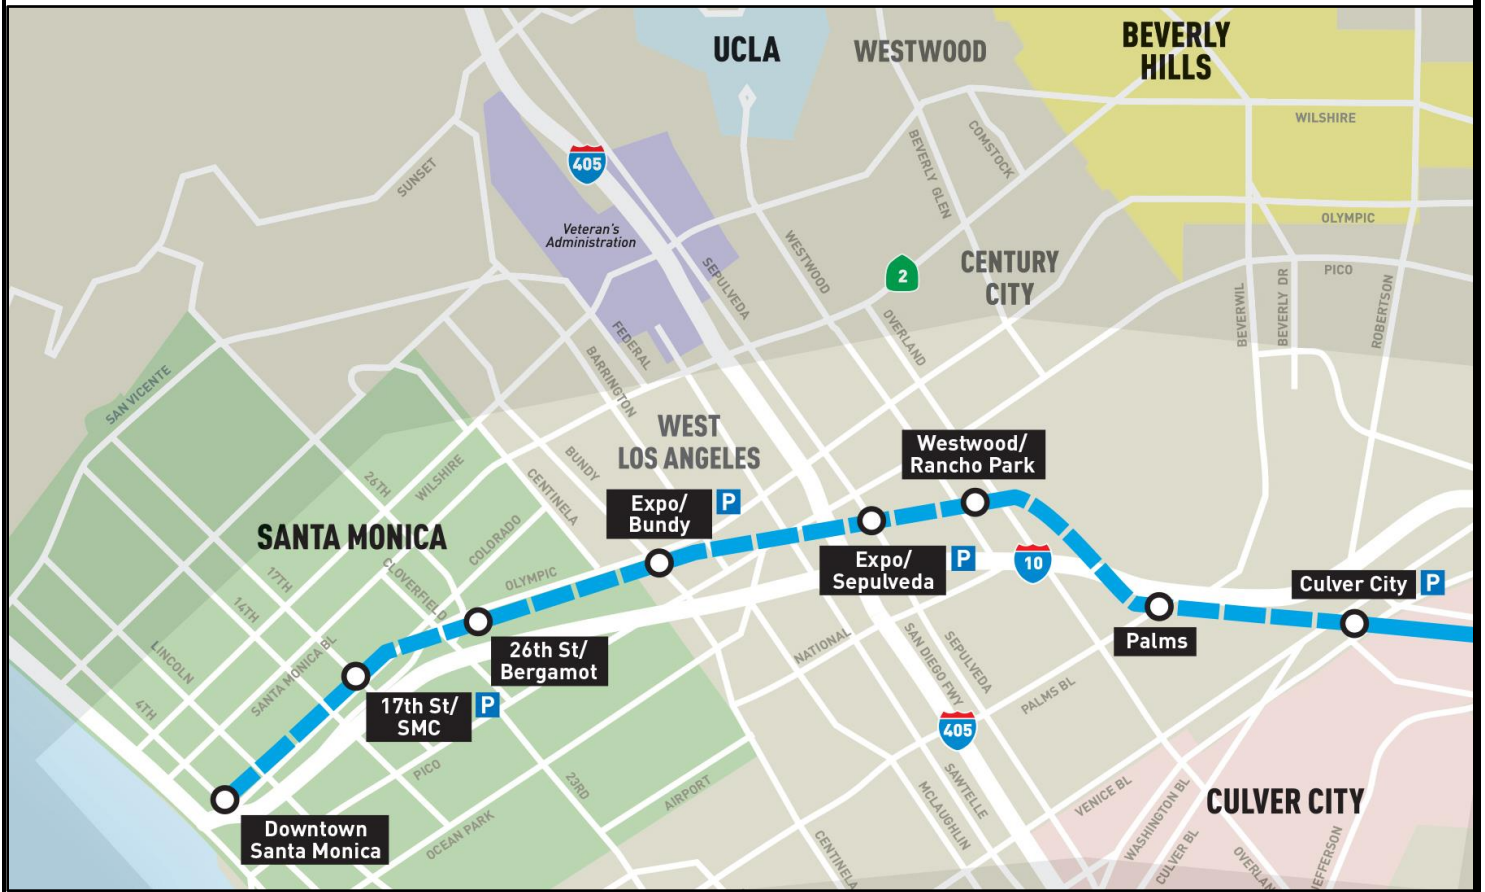 UCLA
WESTWOOD
BEVERLY
HILLS
WILSHIRE
COMSTOCK
BEVERLY GLEN
405
SUNSET
Veteran's
Administration
OLYMPIC
WESTWOOD
SEPULVEDA
2
CENTURY
CITY
PICO
BEVERWIL
BEVERLY DR
ROBERTSON
OVERLAND
FEDERAL
BARRINGTON
SAN VICENTE
WEST
LOS ANGELES
Westwood/
Rancho Park
BUNDY
26TH
WILSHIRE
CENTINELA
Expo/
Bundy
P
SANTA MONICA
COLORADO
Expo/
Sepulveda
P
10
Culver City
P
17TH
CLOVERFIELD
OLYMPIC
14TH
26th St/
Bergamot
Palms
NATIONAL
SAN DIEGO FWY
SEPULVEDA
LINCOLN
SANTA MONICA BL
17th St/
SMC
P
PALMS BL
4TH
405
PICO
23RD
AIRPORT
SAWTELLE
MCLAUGHLIN
VENICE BL
WASHINGTON BL
CULVER CITY
Downtown
Santa Monica
OCEAN PARK
CENTINELA
CULVER BL
OVERLAN
EFFERSON